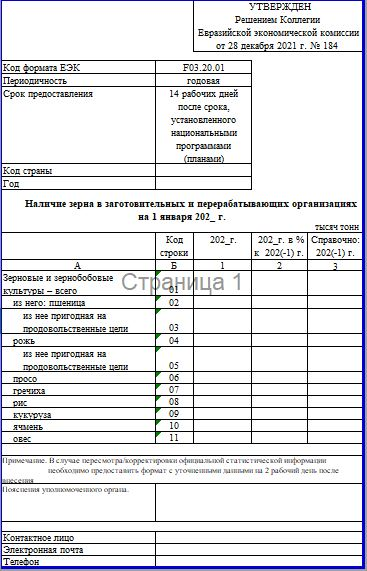 УТВЕРЖДЕН
Решением Коллегии
Евразийской экономической комиссии
от 28 декабря 2021 г. № 184
Код формата ЕЭК F03.20.01
Периодичность годовая
Срок предоставления 14 рабочих дней
после срока,
установленного
национальными
программами
(планами)
Код страны
Год
Наличие зерна в заготовительных и перерабатывающих организациях
на 1 января 202_ г.
тысяч тонн
Код 202_г. 202_г. в % Справочно:
строки к 202(-1) г. 202(-1) г.
А Б 1 2 3
Зерновые и зернобобовые
культуры – всего 01
Страница 1
из него: пшеница 02
из нее пригодная на
продовольственные цели 03
рожь 04
из нее пригодная на
продовольственные цели 05
просо 06
гречиха 07
рис 08
кукуруза 09
ячмень 10
овес 11
Примечание. В случае пересмотра/корректировки официальной статистической информации
необходимо предоставить формат с уточненными данными на 2 рабочий день после
внесения
Пояснения уполномоченного органа.
Контактное лицо
Электронная почта
Телефон